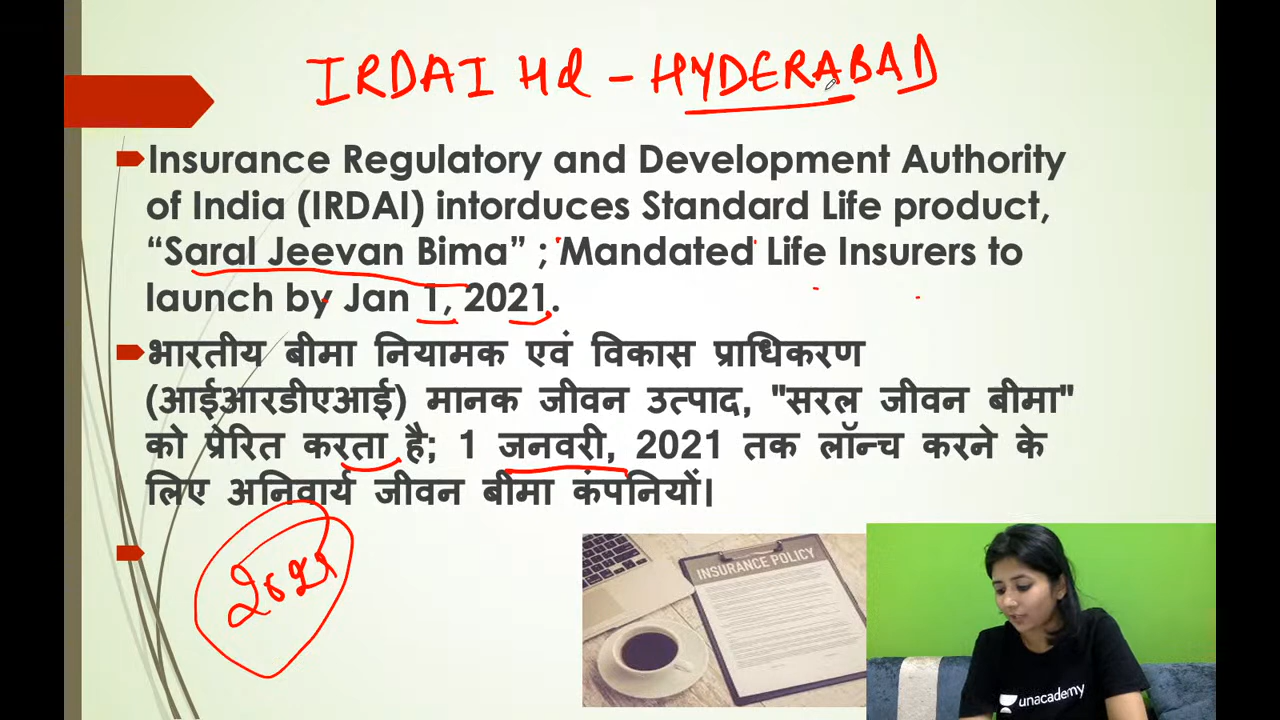 IRDAI HQ - HYDERABAD
Insurance Regulatory and Development Authority
of India (IRDAI) intorduces Standard Life product,
“Saral Jeevan Bima” ; Mandated Life Insurers to
launch by Jan 1, 2021.
भारतीय बीमा नियामक एवं विकास प्राधिकरण
(आईआरडीएआई) मानक जीवन उत्पाद, "सरल जीवन बीमा"
को प्रेरित करता है; 1 जनवरी, 2021 तक लॉन्च करने के
लिए अनिवार्य जीवन बीमा कंपनियों।
2021
INSURANCE POLICY
unacademy